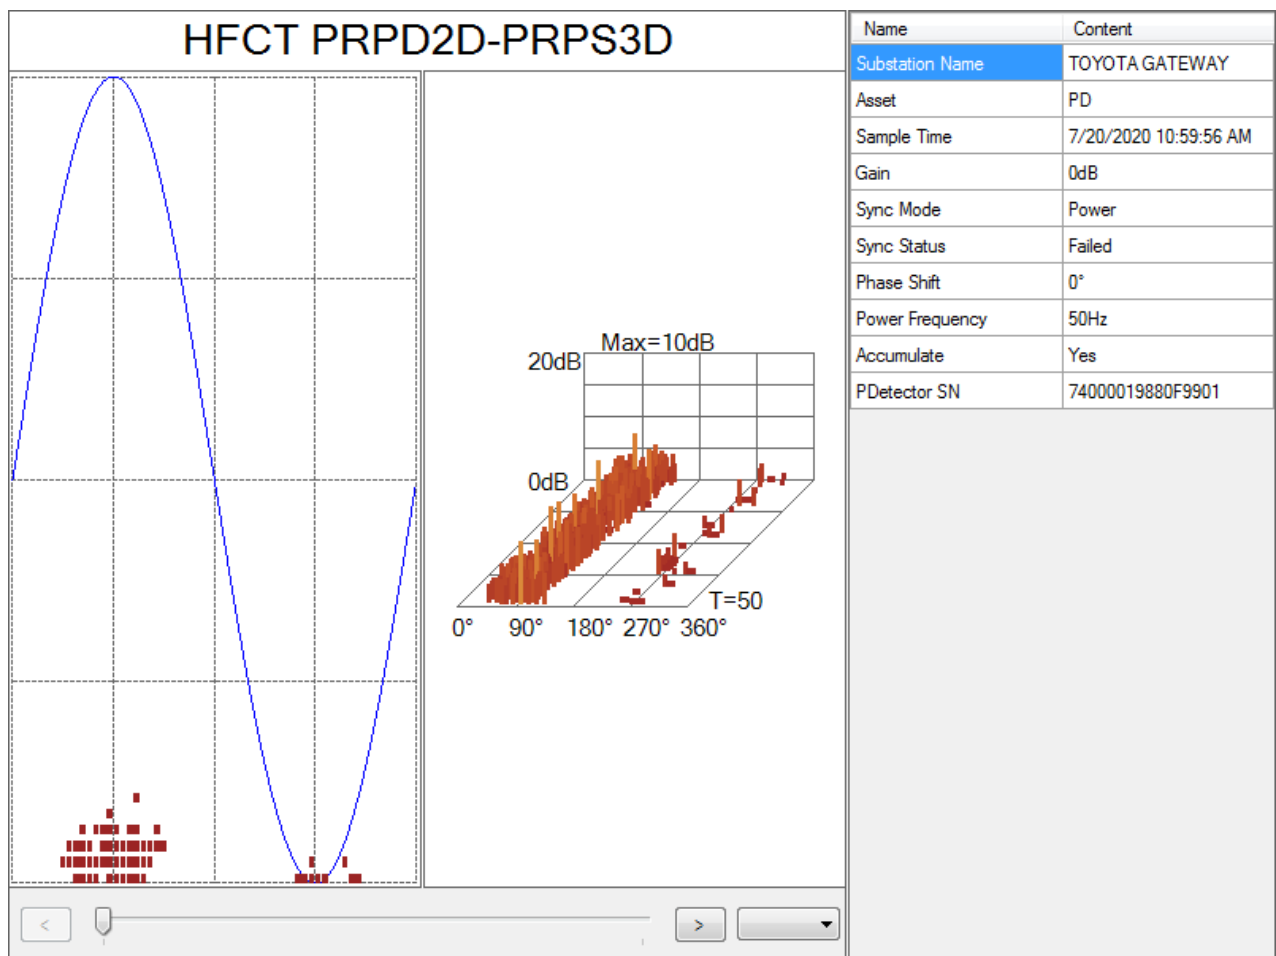 HFCT PRPD2D-PRPS3D
Max=10dB
20dB
0dB
T=50
0° 90° 180° 270° 360°
< >
Name Content
Substation Name TOYOTA GATEWAY
Asset PD
Sample Time 7/20/2020 10:59:56 AM
Gain 0dB
Sync Mode Power
Sync Status Failed
Phase Shift 0°
Power Frequency 50Hz
Accumulate Yes
PDetector SN 74000019880F9901